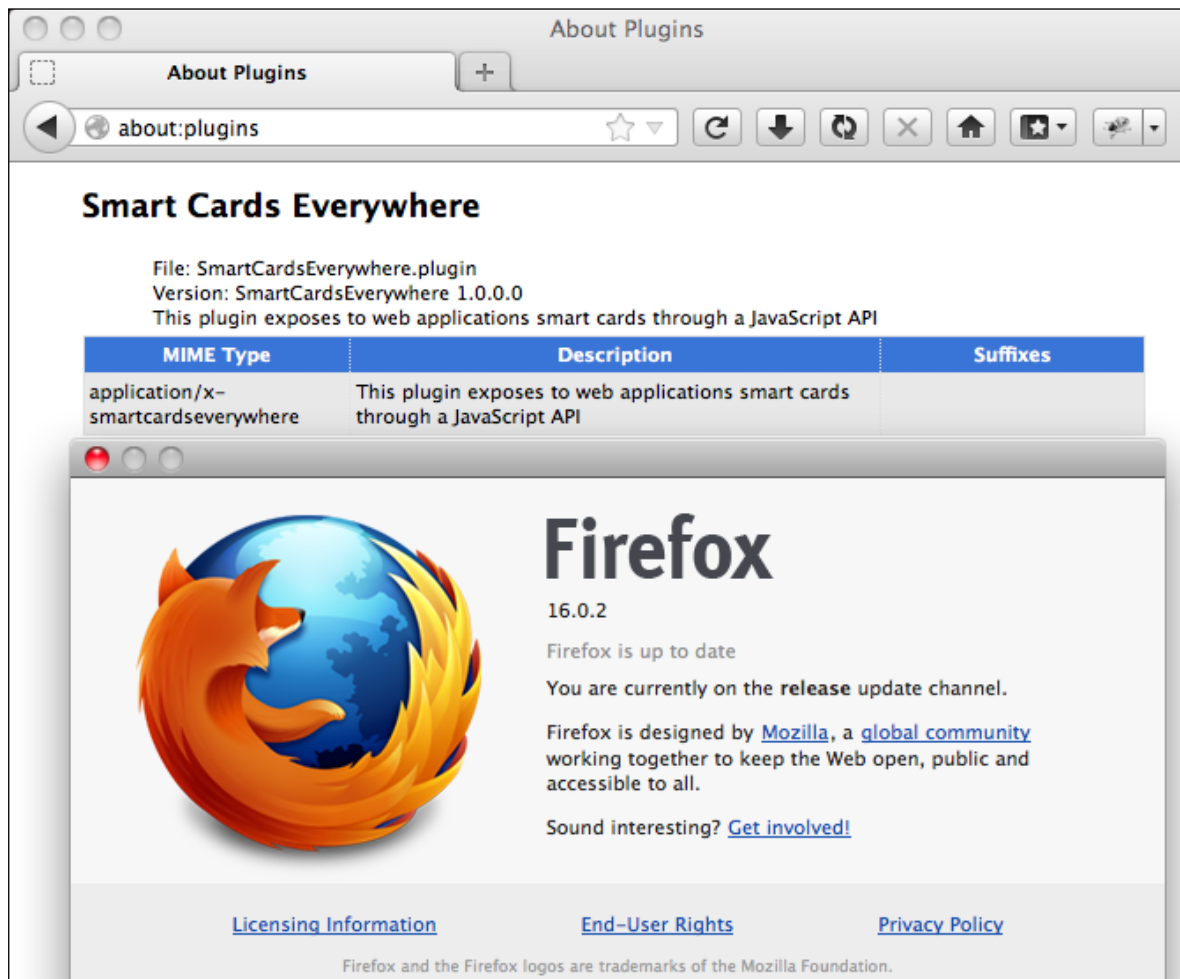 About Plugins
About Plugins
about:plugins
Smart Cards Everywhere
File: SmartCardsEverywhere.plugin
Version: SmartCardsEverywhere 1.0.0.0
This plugin exposes to web applications smart cards through a JavaScript API
MIME Type Description Suffixes
application/x- This plugin exposes to web applications smart cards
smartcardseverywhere through a JavaScript API
Firefox
16.0.2
Firefox is up to date
You are currently on the release update channel.
Firefox is designed by Mozilla, a global community
working together to keep the Web open, public and
accessible to all.
Sound interesting? Get involved!
Licensing Information End-User Rights Privacy Policy
Firefox and the Firefox logos are trademarks of the Mozilla Foundation.